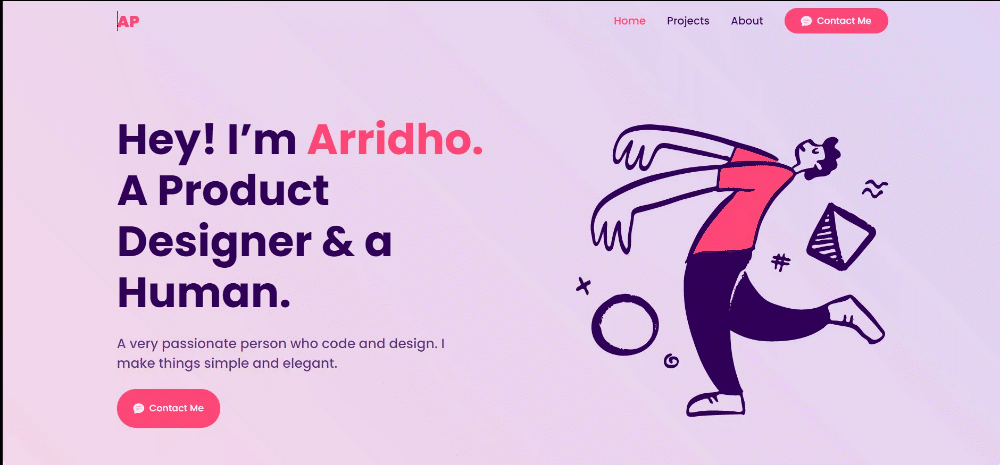 AP
Home Projects About Contact Me
Hey! I’m Arridho.
A Product
Designer & a
Human.
A very passionate person who code and design. I
make things simple and elegant.
Contact Me